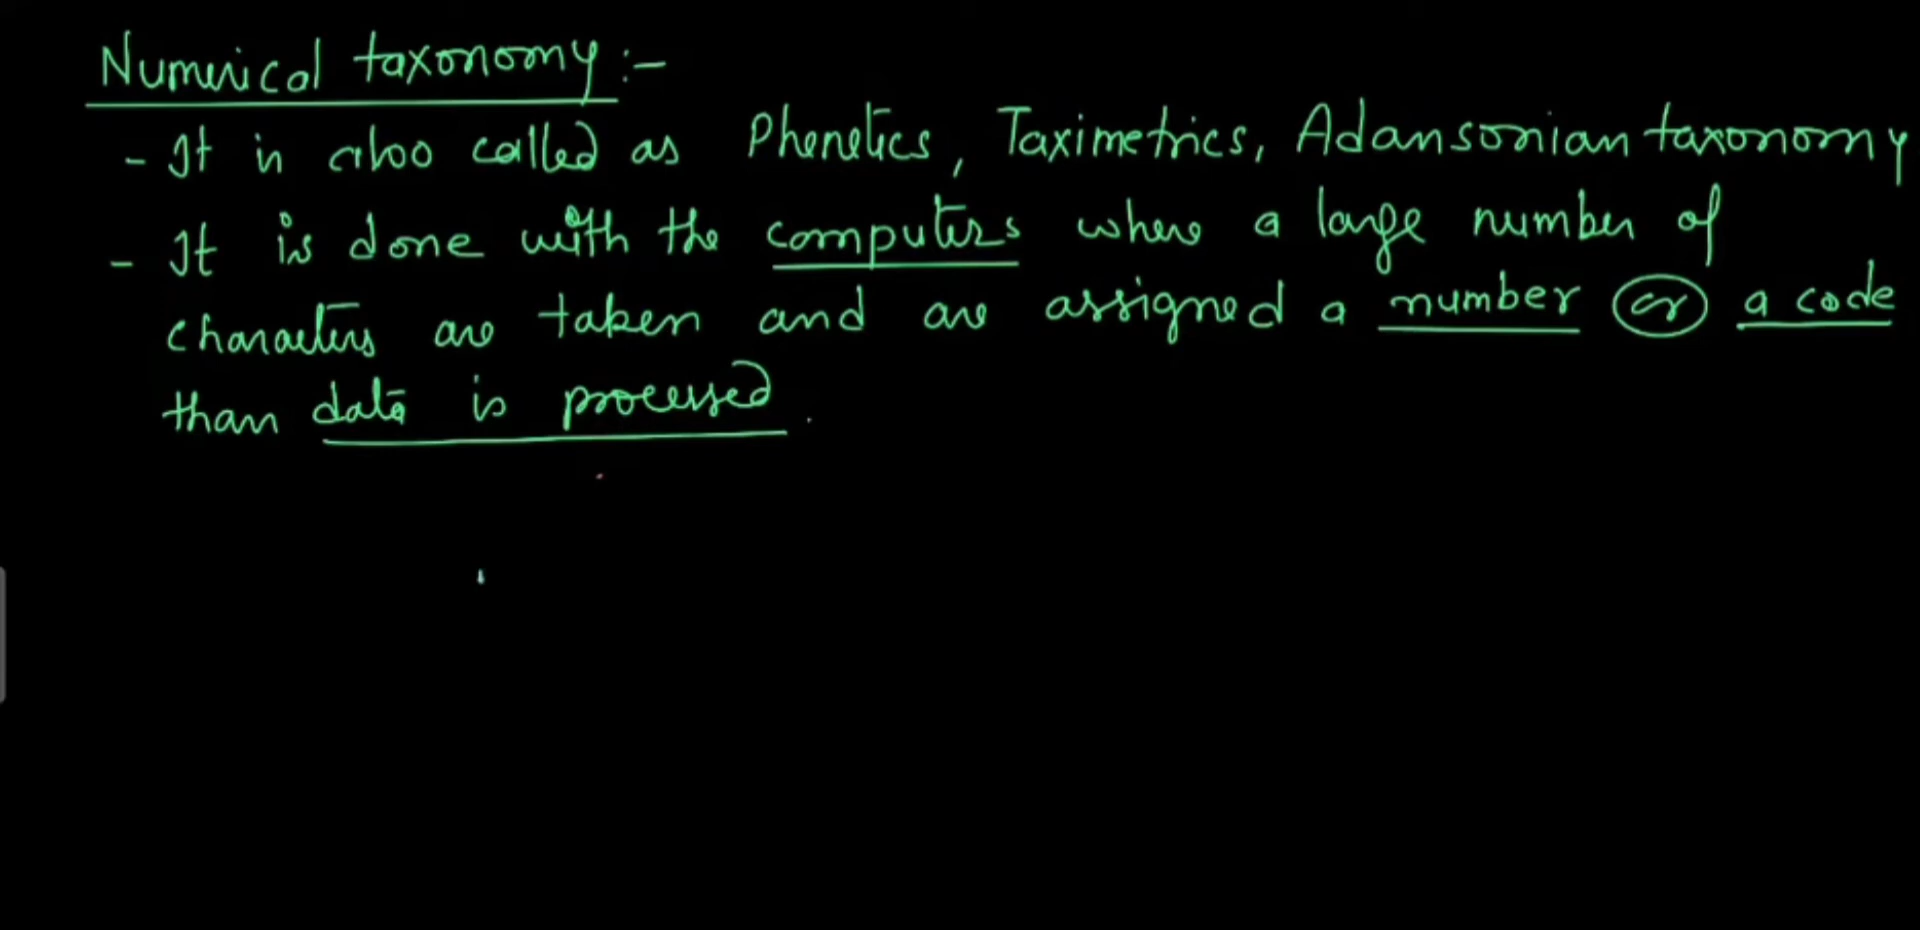 Numerical taxonomy :-
- It is also called as Phenetics, Taximetrics, Adansonian taxonomy
- It is done with the computers where a large number of
characters are taken and are assigned a number or a code
than data is processed.